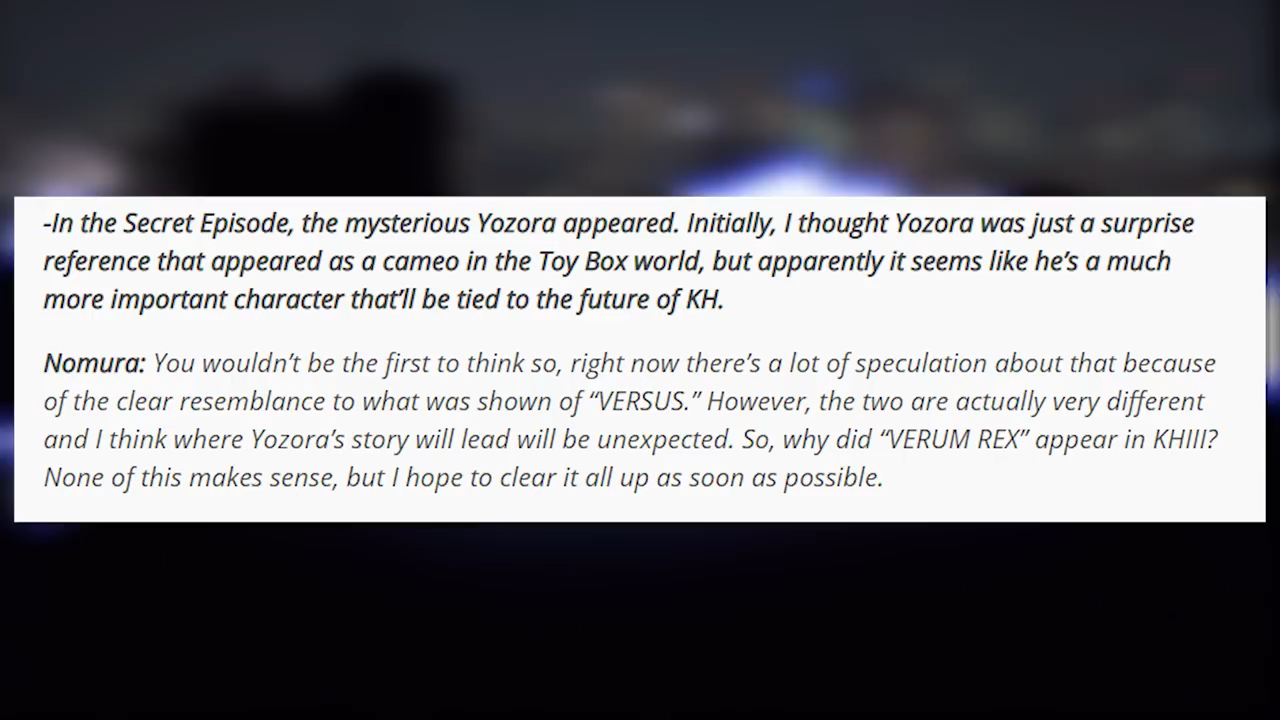 -In the Secret Episode, the mysterious Yozora appeared. Initially, I thought Yozora was just a surprise
reference that appeared as a cameo in the Toy Box world, but apparently it seems like he’s a much
more important character that’ll be tied to the future of KH.
Nomura: You wouldn’t be the first to think so, right now there’s a lot of speculation about that because
of the clear resemblance to what was shown of “VERSUS.” However, the two are actually very different
and I think where Yozora’s story will lead will be unexpected. So, why did “VERUM REX” appear in KHIII?
None of this makes sense, but I hope to clear it all up as soon as possible.